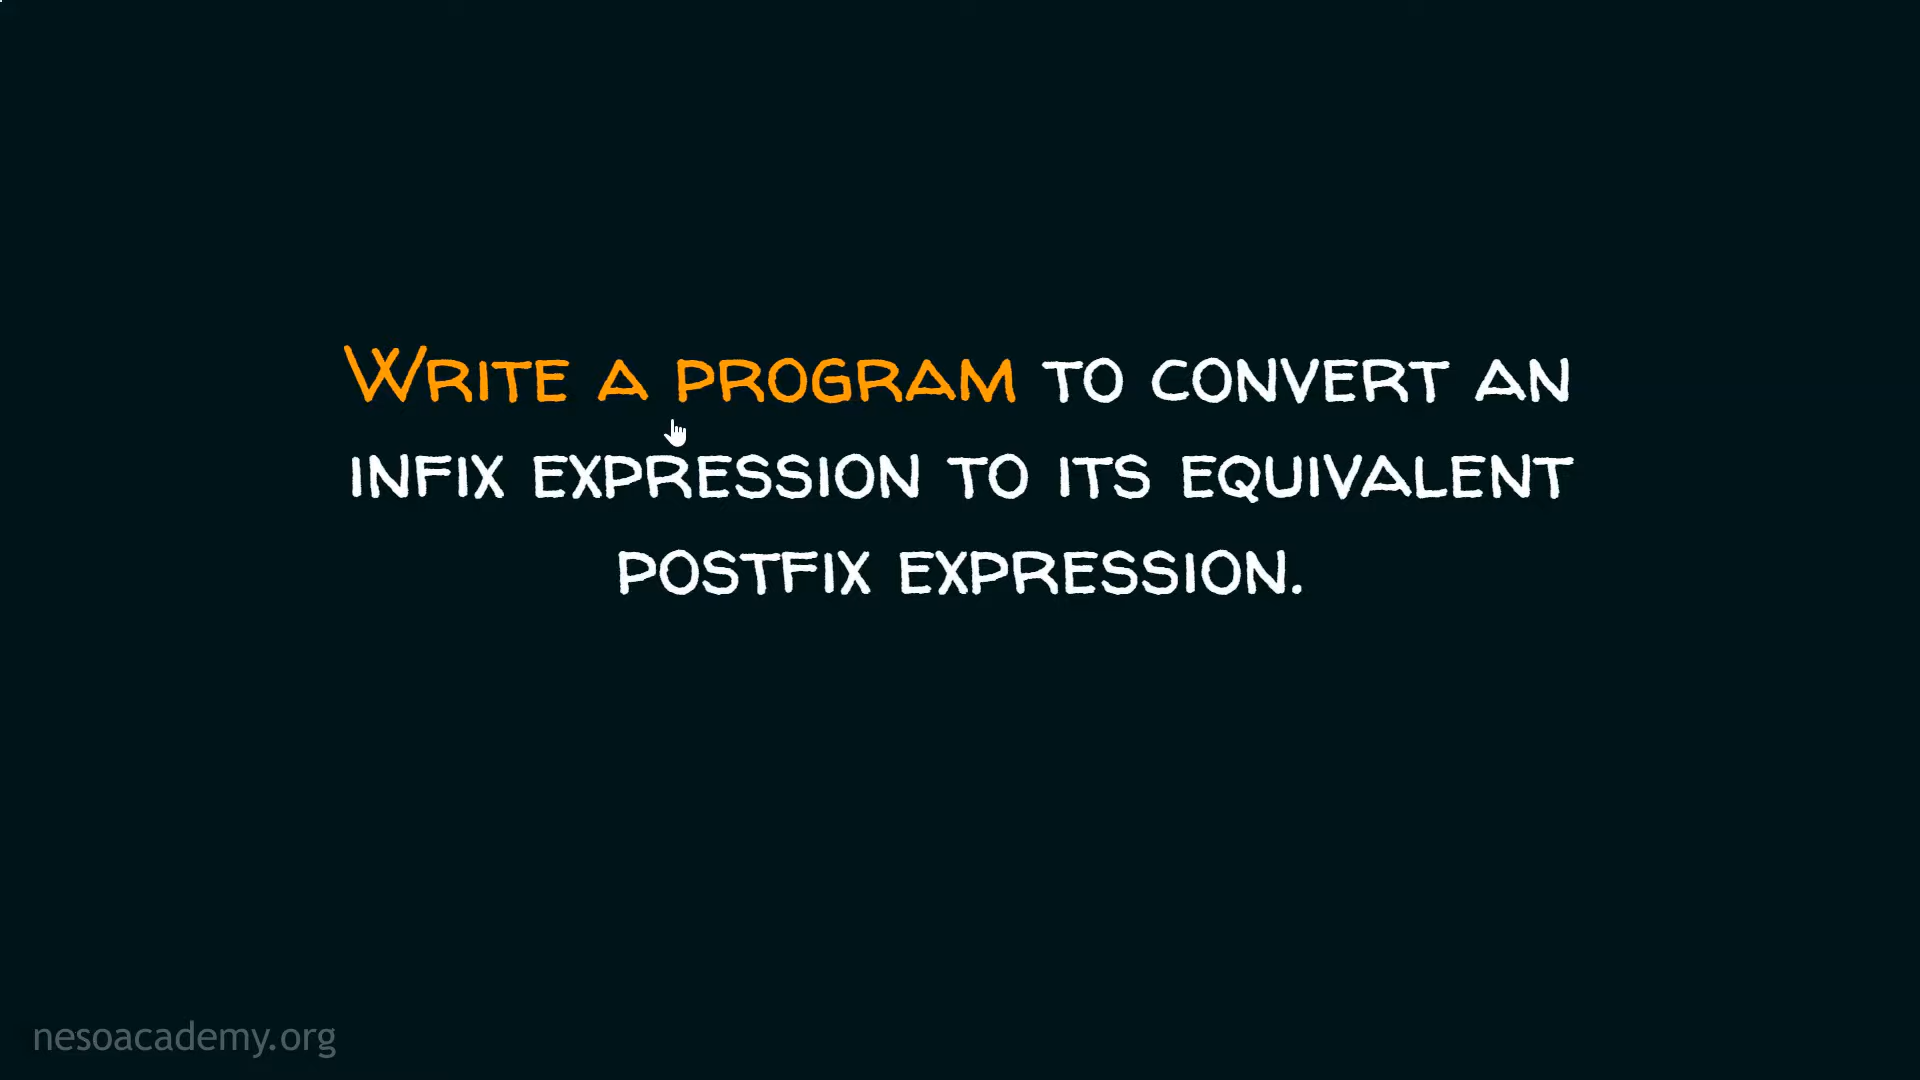 Write a program to convert an
infix expression to its equivalent
postfix expression.
nesoacademy.org